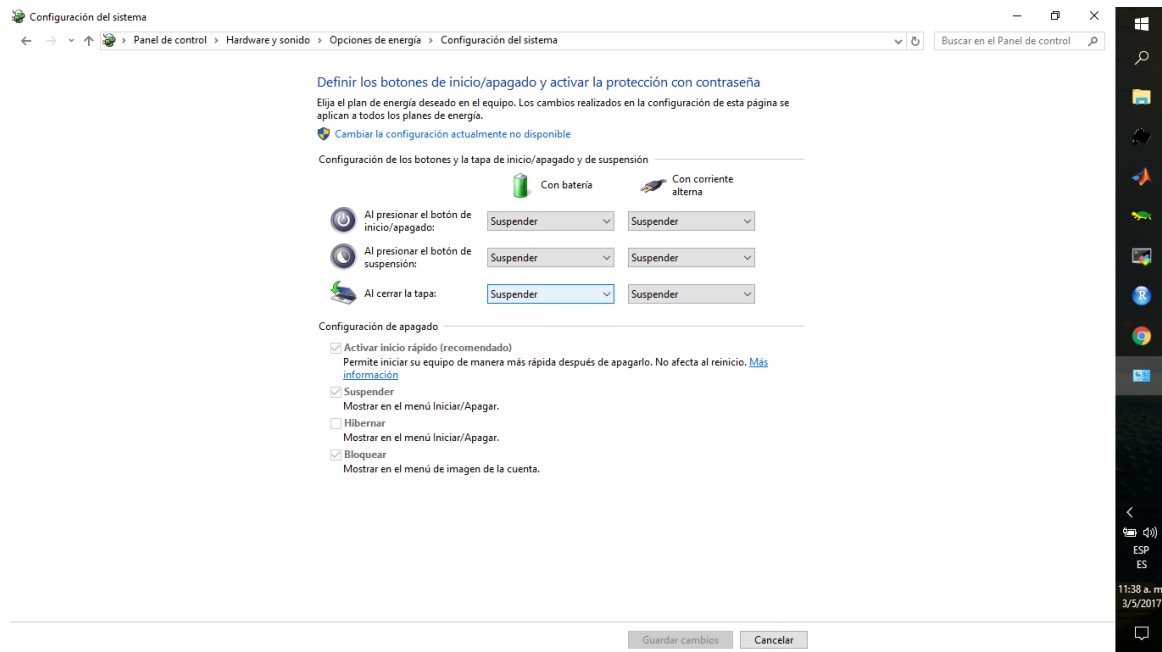 Configuración del sistema
Panel de control > Hardware y sonido > Opciones de energía > Configuración del sistema
Buscar en el Panel de control
Definir los botones de inicio/apagado y activar la protección con contraseña
Elija el plan de energía deseado en el equipo. Los cambios realizados en la configuración de esta página se
aplican a todos los planes de energía.
Cambiar la configuración actualmente no disponible
Configuración de los botones y la tapa de inicio/apagado y de suspensión
Con batería
Con corriente
alterna
Al presionar el botón de
inicio/apagado:
Suspender
Suspender
Al presionar el botón de
suspensión:
Suspender
Suspender
Al cerrar la tapa:
Suspender
Suspender
Configuración de apagado
Activar inicio rápido (recomendado)
Permite iniciar su equipo de manera más rápida después de apagarlo. No afecta al reinicio. Más
información
Suspender
Mostrar en el menú Iniciar/Apagar.
Hibernar
Mostrar en el menú Iniciar/Apagar.
Bloquear
Mostrar en el menú de imagen de la cuenta.
Guardar cambios
Cancelar
R
ESP
ES
11:38 a. m
3/5/2017